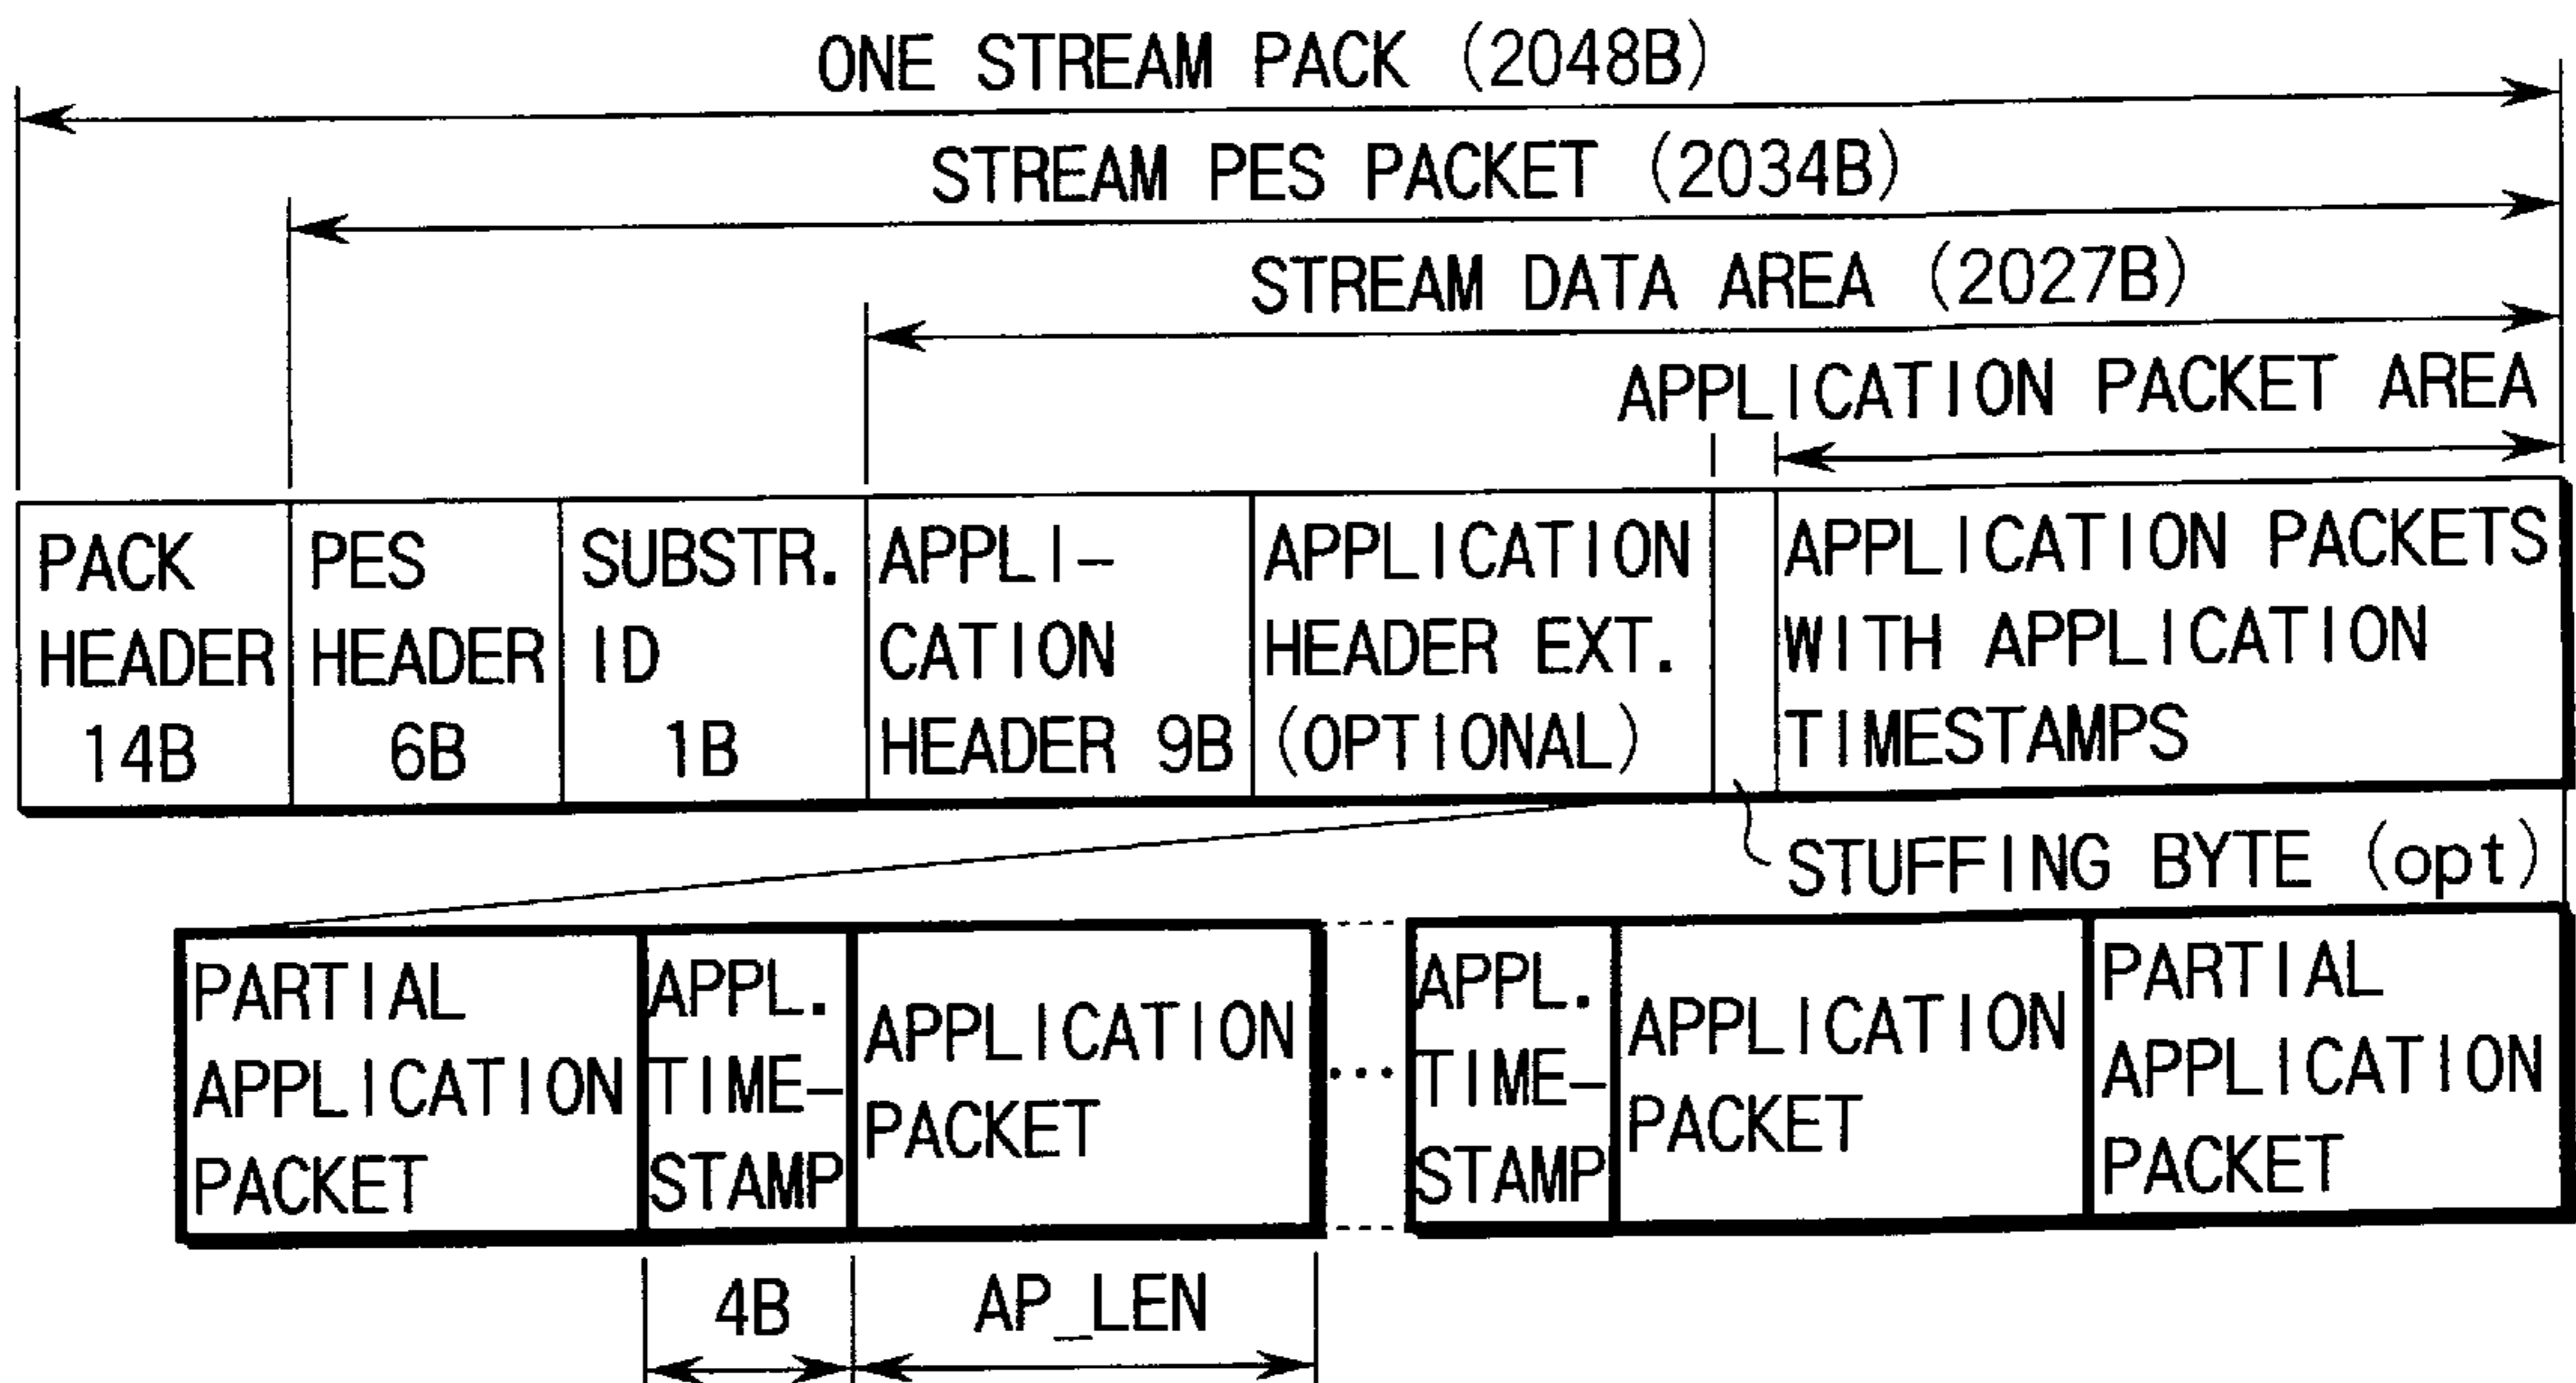 ONE STREAM PACK (2048B)
STREAM PES PACKET (2034B)
STREAM DATA AREA (2027B)
APPLICATION PACKET AREA
PACK
HEADER
14B
PES
HEADER
6B
SUBSTR.
ID
1B
APPLI-
CATION
HEADER 9B
APPLICATION
HEADER EXT.
(OPTIONAL)
APPLICATION PACKETS
WITH APPLICATION
TIMESTAMPS
STUFFING BYTE (opt)
PARTIAL
APPLICATION
PACKET
APPL.
TIME-
STAMP
APPLICATION
PACKET
...
APPL.
TIME-
STAMP
APPLICATION
PACKET
PARTIAL
APPLICATION
PACKET
4B
AP_LEN